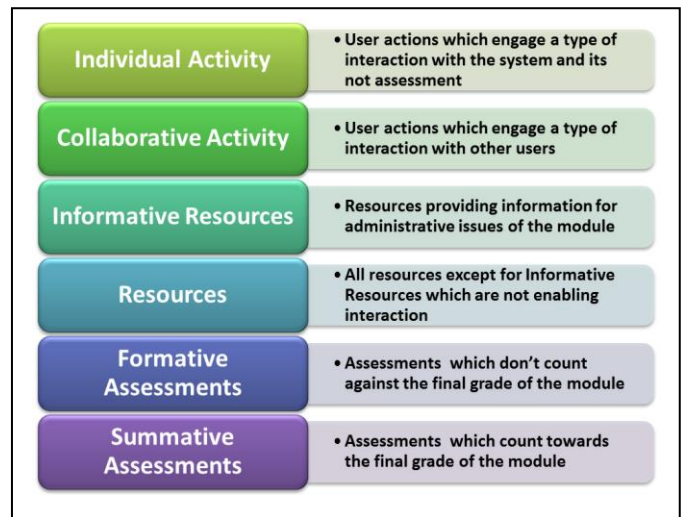 Individual Activity
• User actions which engage a type of
interaction with the system and its
not assessment
Collaborative Activity
• User actions which engage a type of
interaction with other users
Informative Resources
• Resources providing information for
administrative issues of the module
Resources
• All resources except for Informative
Resources which are not enabling
interaction
Formative
Assessments
• Assessments which don’t count
against the final grade of the module
Summative
Assessments
• Assessments which count towards
the final grade of the module